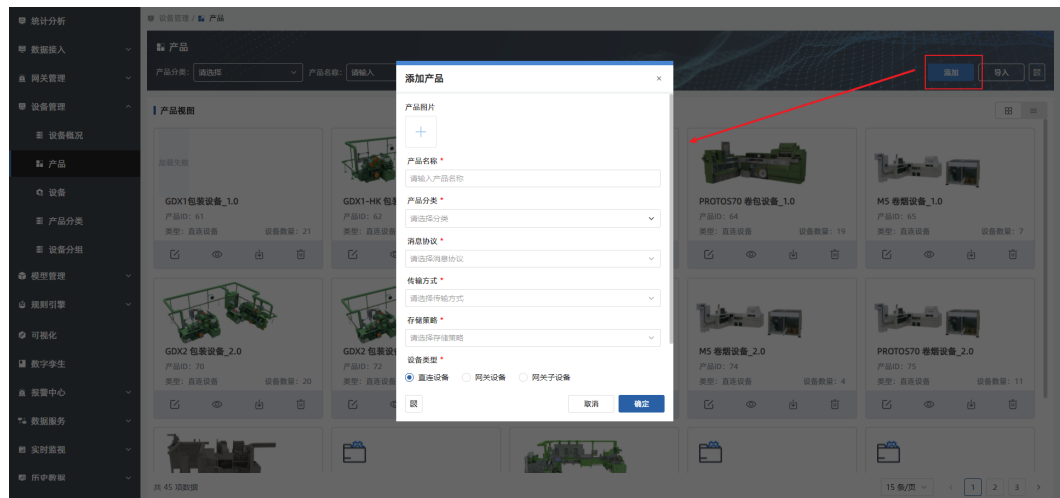 统计分析
数据接入
网关管理
设备管理
设备概况
产品
设备
产品分类
设备分组
模型管理
规则引擎
可视化
数字孪生
报警中心
数据服务
实时监视
历史数据
设备管理 / 产品
产品
产品分类: 请选择 产品名称: 请输入
添加 导入
产品视图
加载失败
GDX1包装设备_1.0
产品ID: 61
类型: 直连设备 设备数量: 21
GDX1-HK 包
产品ID: 62
类型: 直连设备
PROTOS70 卷包设备_1.0
产品ID: 64
类型: 直连设备 设备数量: 19
M5 卷烟设备_1.0
产品ID: 65
类型: 直连设备 设备数量: 7
GDX2 包装设备_2.0
产品ID: 70
类型: 直连设备 设备数量: 20
GDX2 包装设
产品ID: 72
类型: 直连设备
M5 卷烟设备_2.0
产品ID: 74
类型: 直连设备 设备数量: 4
PROTOS70 卷烟设备_2.0
产品ID: 75
类型: 直连设备 设备数量: 11
共 45 项数据
15 条/页 1 2 3
添加产品
产品图片
产品名称 *
请输入产品名称
产品分类 *
请选择分类
消息协议 *
请选择消息协议
传输方式 *
请选择传输方式
存储策略 *
请选择存储策略
设备类型 *
直连设备 网关设备 网关子设备
取消 确定